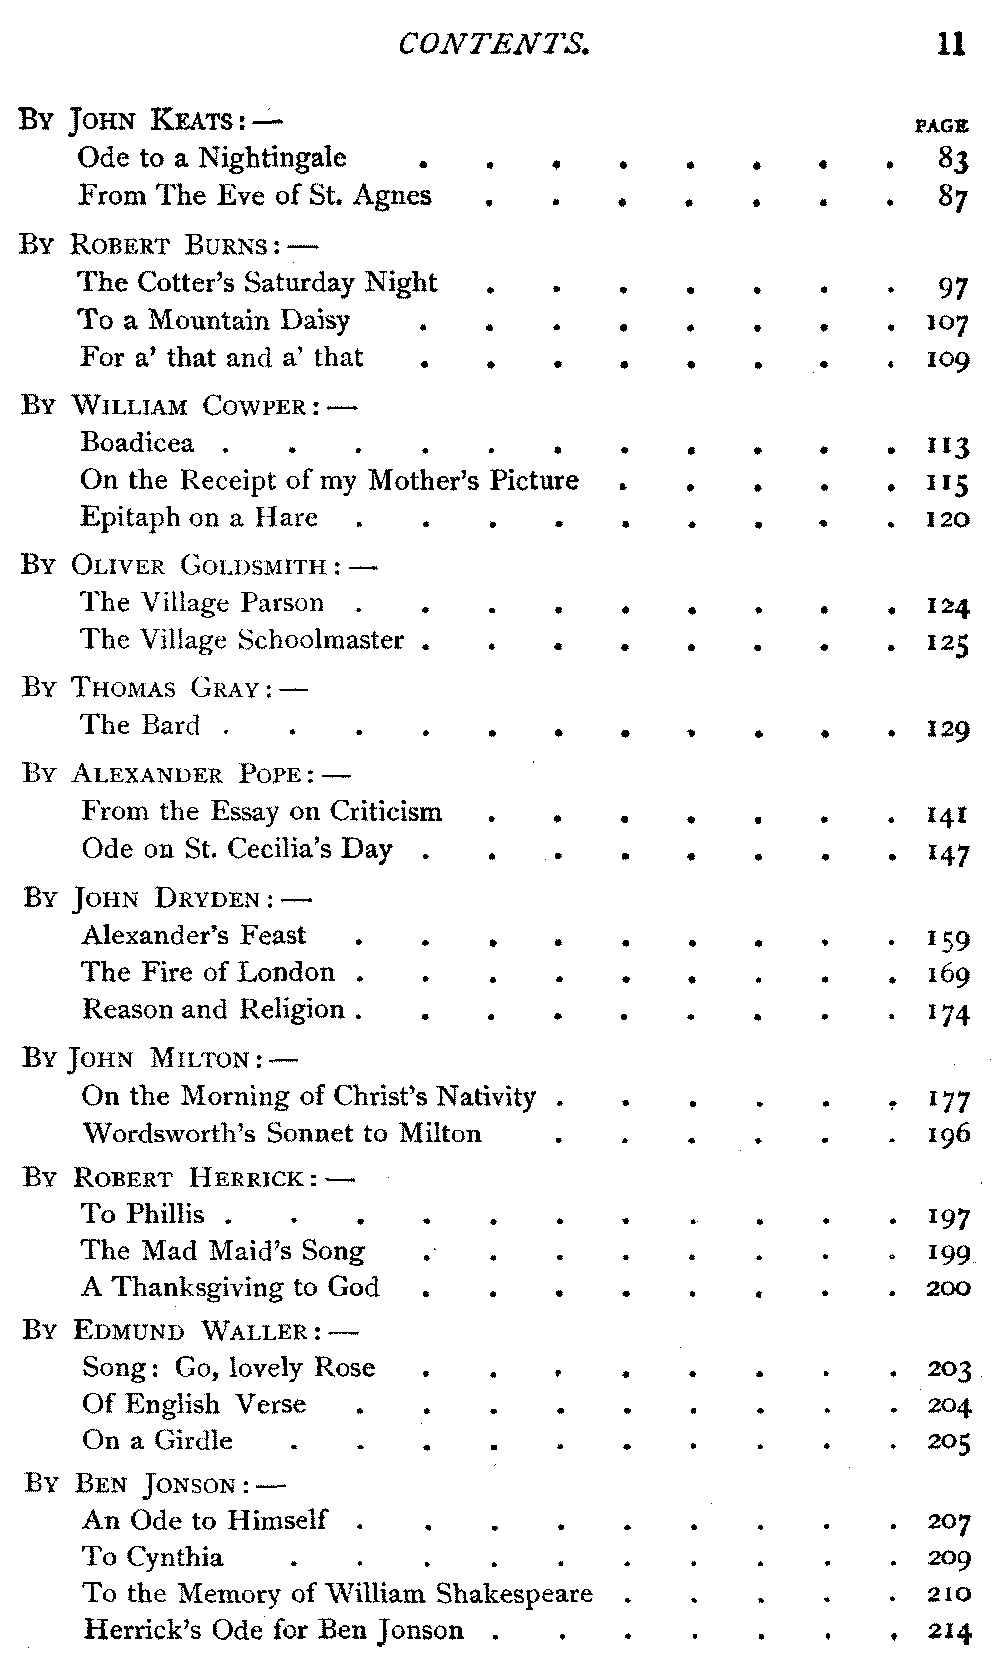 CONTENTS. 11
BY JOHN KEATS:— PAGE
Ode to a Nightingale . . . . . . . . 83
From The Eve of St. Agnes . . . . . . . 87
BY ROBERT BURNS:—
The Cotter's Saturday Night . . . . . . . 97
To a Mountain Daisy . . . . . . . . 107
For a' that and a' that . . . . . . . . 109
BY WILLIAM COWPER:—
Boadicea . . . . . . . . . . . 113
On the Receipt of my Mother's Picture . . . . . 115
Epitaph on a Hare . . . . . . . . . 120
BY OLIVER GOLDSMITH:—
The Village Parson . . . . . . . . . 124
The Village Schoolmaster . . . . . . . . 125
BY THOMAS GRAY:—
The Bard . . . . . . . . . . . 129
BY ALEXANDER POPE:—
From the Essay on Criticism . . . . . . . 141
Ode on St. Cecilia's Day . . . . . . . . 147
BY JOHN DRYDEN:—
Alexander's Feast . . . . . . . . . 159
The Fire of London . . . . . . . . . 169
Reason and Religion . . . . . . . . . 174
BY JOHN MILTON:—
On the Morning of Christ's Nativity . . . . . . 177
Wordsworth's Sonnet to Milton . . . . . . 196
BY ROBERT HERRICK:—
To Phillis . . . . . . . . . . . 197
The Mad Maid's Song . . . . . . . . 199
A Thanksgiving to God . . . . . . . . 200
BY EDMUND WALLER:—
Song: Go, lovely Rose . . . . . . . . 203
Of English Verse . . . . . . . . . 204
On a Girdle . . . . . . . . . . 205
BY BEN JONSON:—
An Ode to Himself . . . . . . . . . 207
To Cynthia . . . . . . . . . . 209
To the Memory of William Shakespeare . . . . . 210
Herrick's Ode for Ben Jonson . . . . . . . 214